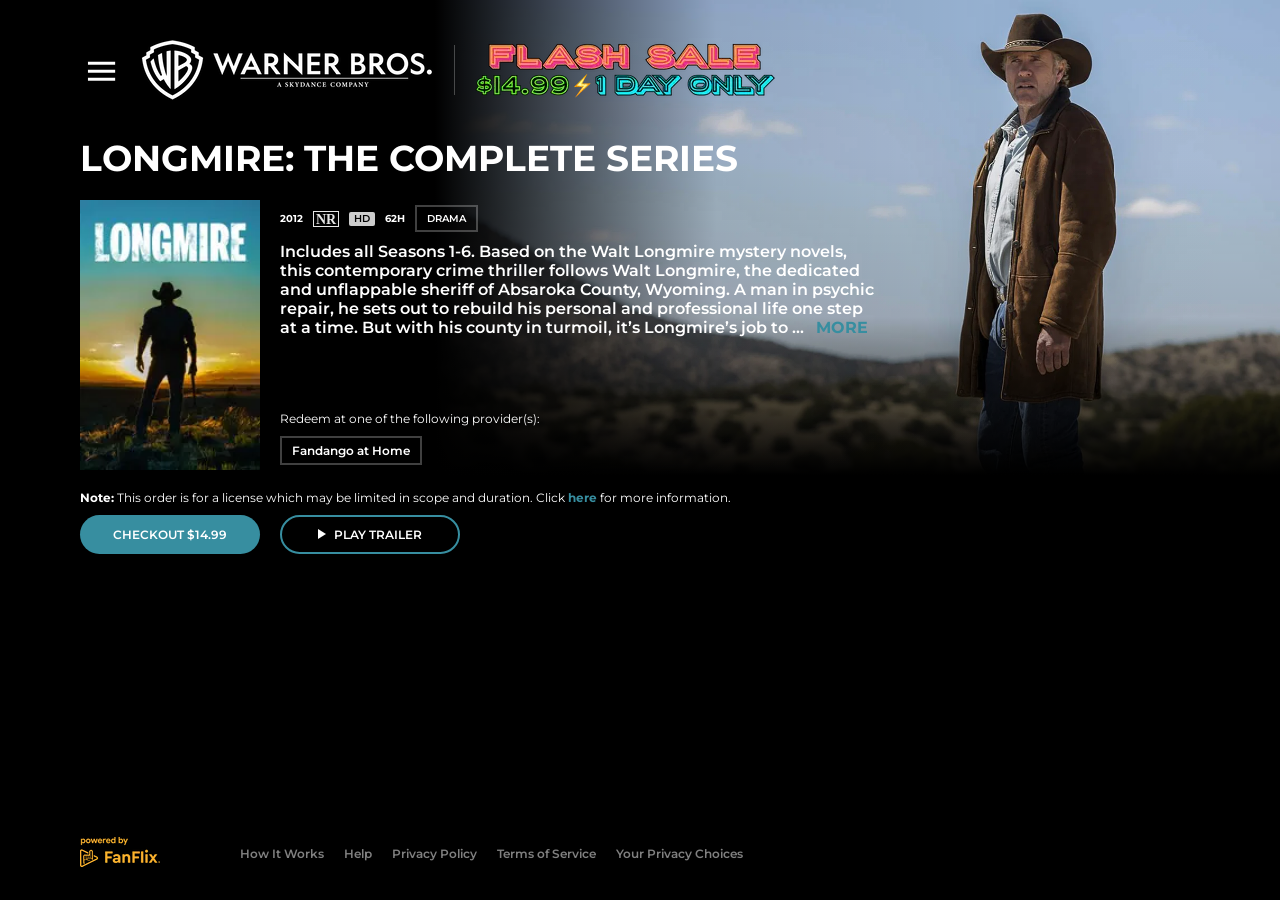 WARNER BROS.
A SKYDANCE COMPANY
FLASH SALE
$14.99⚡1 DAY ONLY
LONGMIRE: THE COMPLETE SERIES
LONGMIRE
2012 NR HD 62H DRAMA
Includes all Seasons 1-6. Based on the Walt Longmire mystery novels,
this contemporary crime thriller follows Walt Longmire, the dedicated
and unflappable sheriff of Absaroka County, Wyoming. A man in psychic
repair, he sets out to rebuild his personal and professional life one step
at a time. But with his county in turmoil, it’s Longmire’s job to ... MORE
Redeem at one of the following provider(s):
Fandango at Home
Note: This order is for a license which may be limited in scope and duration. Click here for more information.
CHECKOUT $14.99
PLAY TRAILER
powered by
FanFlix
How It Works Help Privacy Policy Terms of Service Your Privacy Choices